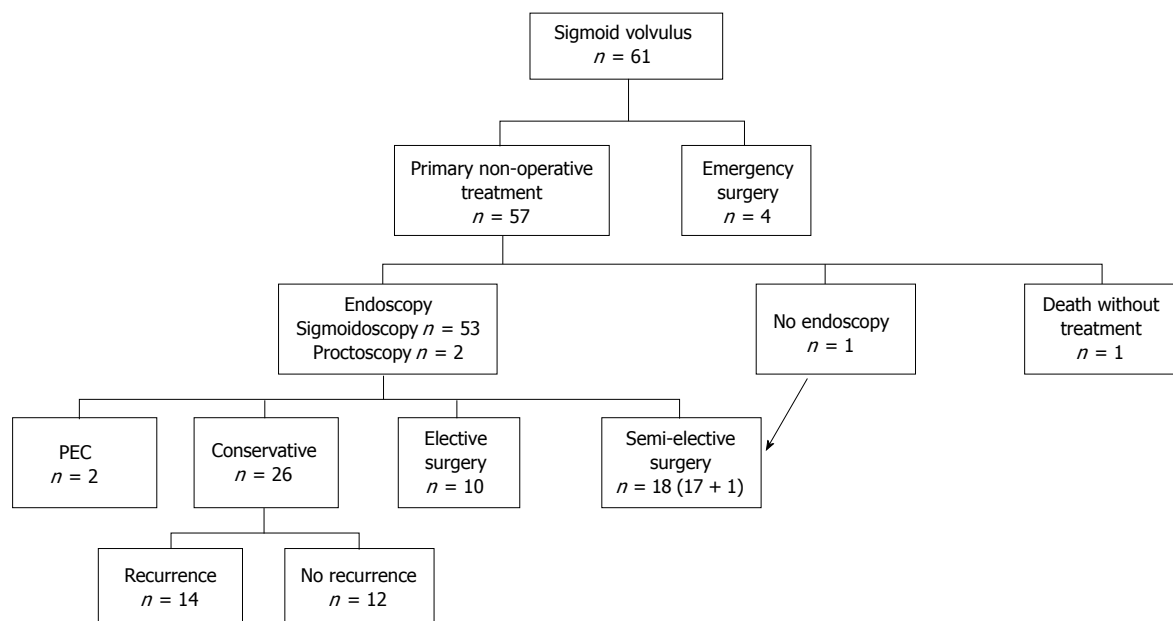 Sigmoid volvulus
n = 61
Primary non-operative
treatment
n = 57
Emergency
surgery
n = 4
Endoscopy
Sigmoidoscopy n = 53
Proctoscopy n = 2
No endoscopy
n = 1
Death without
treatment
n = 1
PEC
n = 2
Conservative
n = 26
Elective
surgery
n = 10
Semi-elective
surgery
n = 18 (17 + 1)
Recurrence
n = 14
No recurrence
n = 12